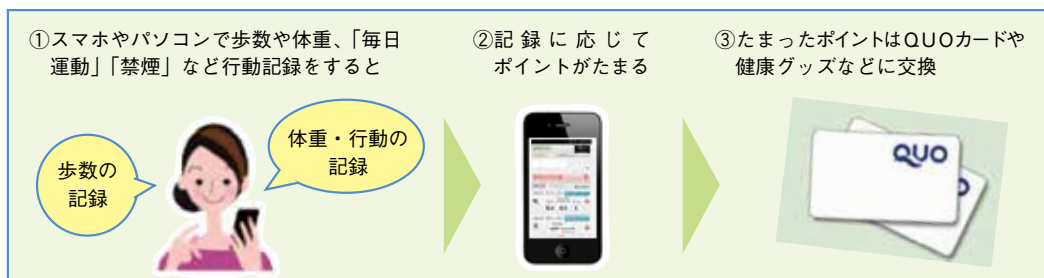 ①スマホやパソコンで歩数や体重、「毎日
運動」「禁煙」など行動記録をすると
歩数の
記録
体重・行動の
記録
②記録に応じて
ポイントがたまる
③たまったポイントはQUOカードや
健康グッズなどに交換
QUO